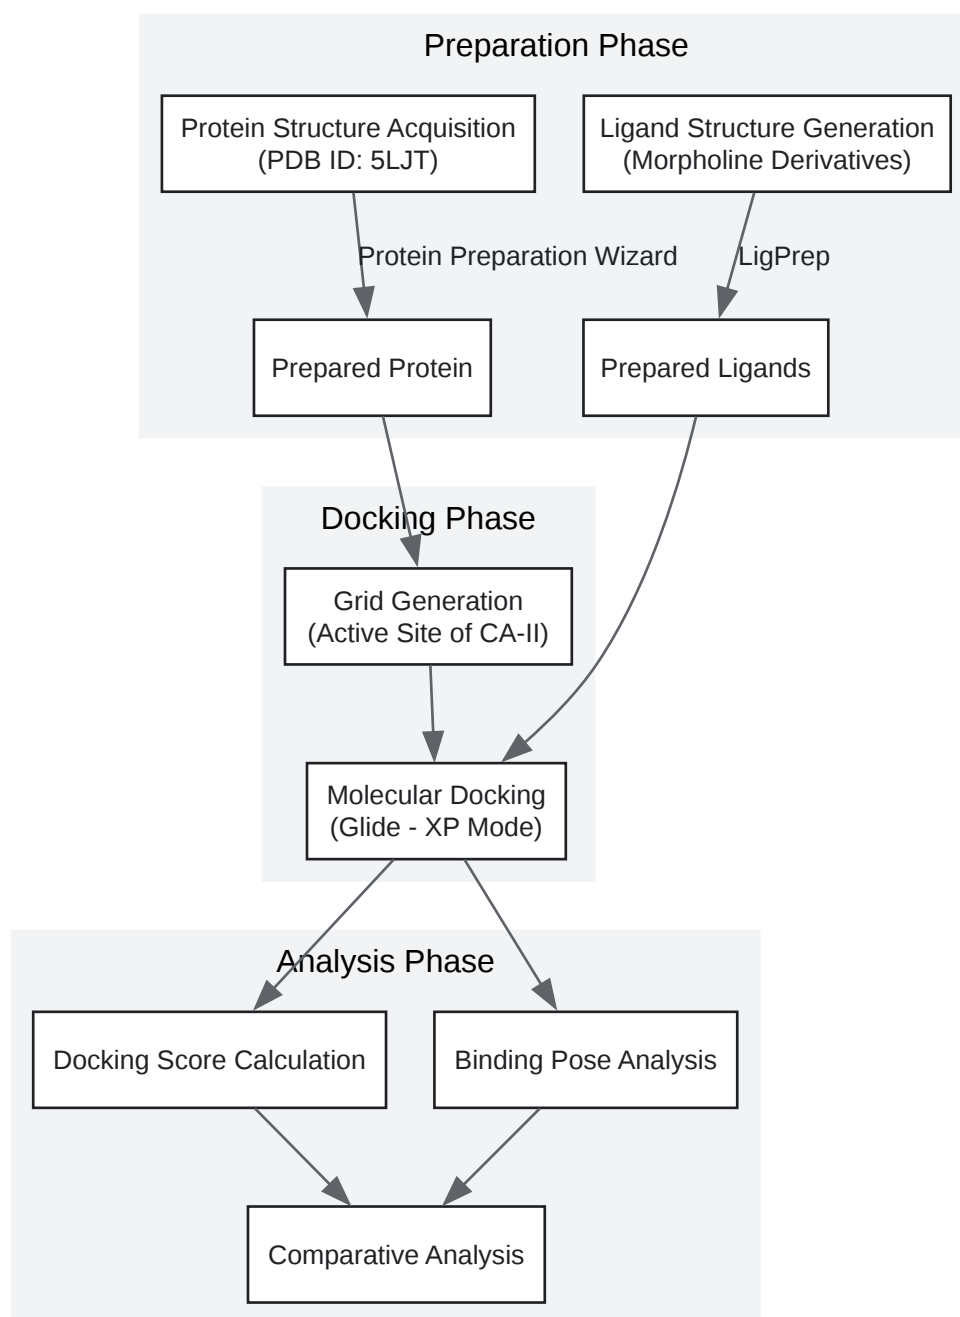 Preparation Phase
Protein Structure Acquisition
(PDB ID: 5LJT)
Ligand Structure Generation
(Morpholine Derivatives)
Protein Preparation Wizard
LigPrep
Prepared Protein
Prepared Ligands
Docking Phase
Grid Generation
(Active Site of CA-II)
Molecular Docking
(Glide - XP Mode)
Analysis Phase
Docking Score Calculation
Binding Pose Analysis
Comparative Analysis